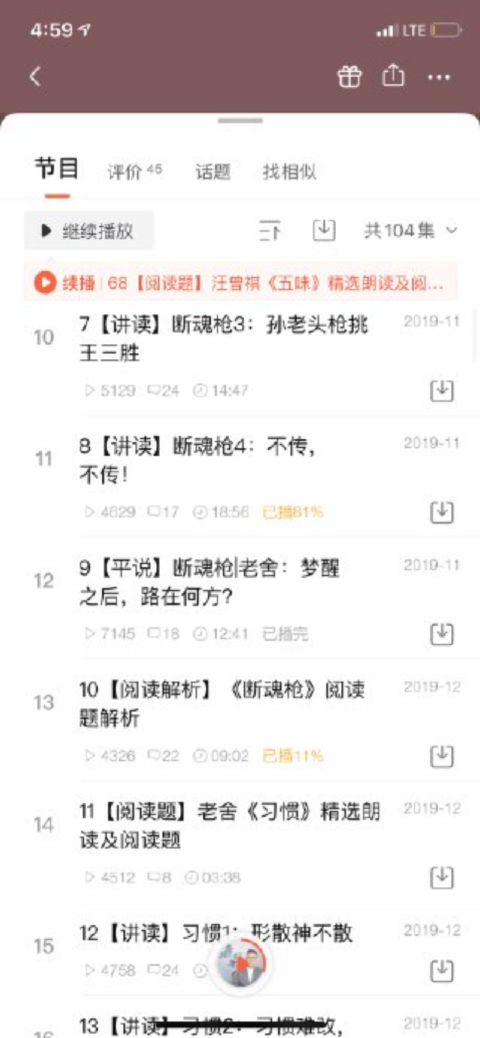 4:59
LTE
节目
评价 45
话题
找相似
继续播放
共104集
续播 | 68【阅读题】汪曾祺《五味》精选朗读及阅...
10
7【讲读】断魂枪3：孙老头枪挑
王三胜
2019-11
5129
24
14:47
11
8【讲读】断魂枪4：不传，
不传！
2019-11
4629
17
18:56
已播81%
12
9【平说】断魂枪|老舍：梦醒
之后，路在何方？
2019-11
7145
18
12:41
已播完
13
10【阅读解析】《断魂枪》阅读
题解析
2019-12
4326
22
09:02
已播11%
14
11【阅读题】老舍《习惯》精选朗
读及阅读题
2019-12
4512
8
03:38
15
12【讲读】习惯1：形散神不散
2019-12
4758
24
13【讲读】习惯2：习惯难改，
2019-12